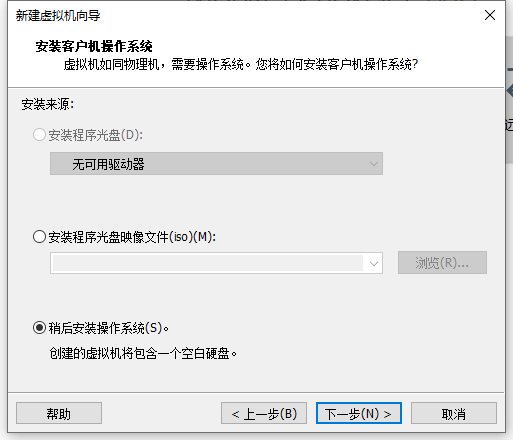 新建虚拟机向导
安装客户机操作系统
虚拟机如同物理机，需要操作系统。您将如何安装客户机操作系统?
安装来源:
安装程序光盘(D):
无可用驱动器
安装程序光盘映像文件(iso)(M):
浏览(R)...
稍后安装操作系统(S)。
创建的虚拟机将包含一个空白硬盘。
帮助
< 上一步(B)
下一步(N) >
取消